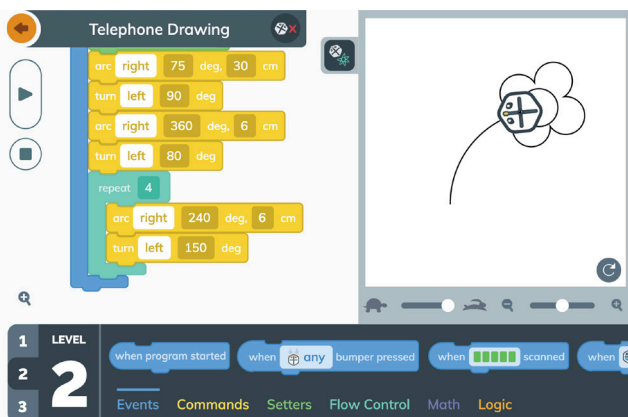 Telephone Drawing
arc right 75 deg, 30 cm
turn left 90 deg
arc right 360 deg, 6 cm
turn left 80 deg
repeat 4
arc right 240 deg, 6 cm
turn left 150 deg
1
2
3
LEVEL
2
when program started
when any bumper pressed
when scanned
when
Events Commands Setters Flow Control Math Logic